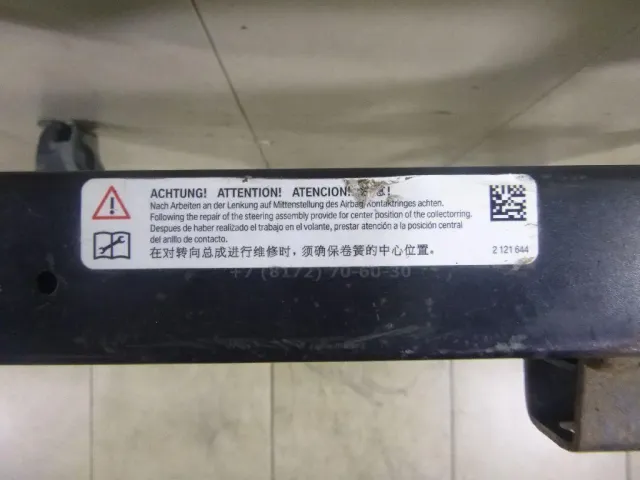 ACHTUNG! ATTENTION! ATENCION! !
Nach Arbeiten an der Lenkung auf Mittenstellung des Airbag Kontaktringes achten.
Following the repair of the steering assembly provide for center position of the collectorring.
Despues de haber realizado el trabajo en el volante, prestar atención a la posición central
del anillo de contacto.
在对转向总成进行维修时，须确保卷簧的中心位置。
2 121 644
+7 (8172) 70-60-30